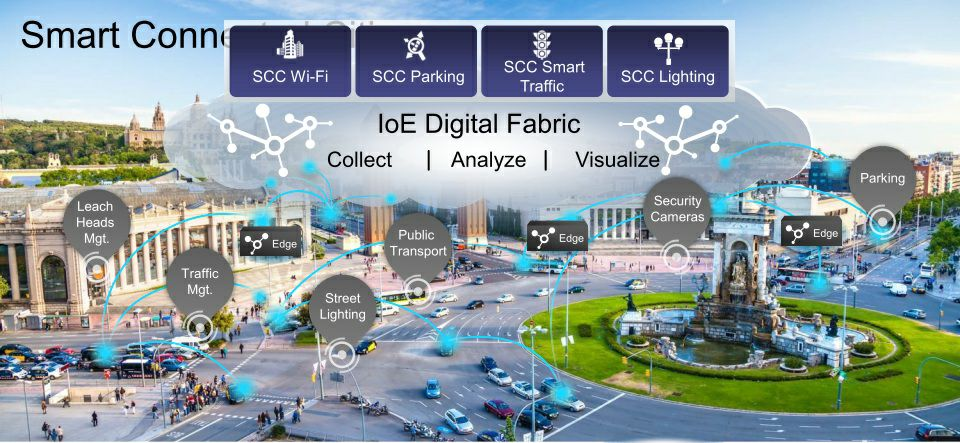 Smart Conne
SCC Wi-Fi
SCC Parking
SCC Smart
Traffic
SCC Lighting
IoE Digital Fabric
Collect | Analyze | Visualize
Leach
Heads
Mgt.
Traffic
Mgt.
Street
Lighting
Public
Transport
Security
Cameras
Parking
Edge
Edge
Edge